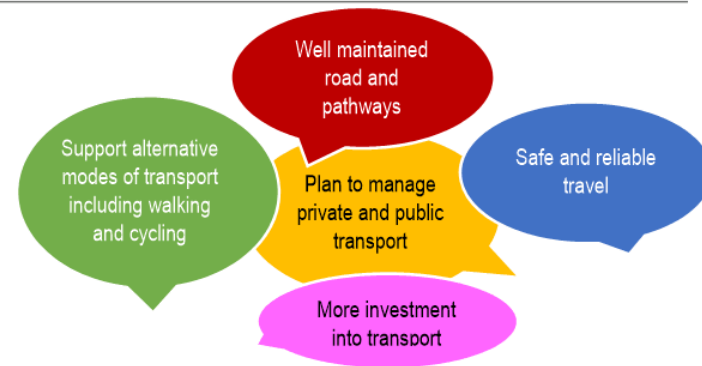 Well maintained
road and
pathways
Support alternative
modes of transport
including walking
and cycling
Plan to manage
private and public
transport
Safe and reliable
travel
More investment
into transport